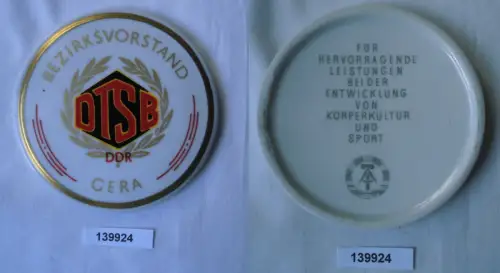 BEZIRKSVORSTAND
DTSB
DDR
GERA
139924
FÜR
HERVORRAGENDE
LEISTUNGEN
BEI DER
ENTWICKLUNG
VON
KÖRPERKULTUR
UND
SPORT
139924